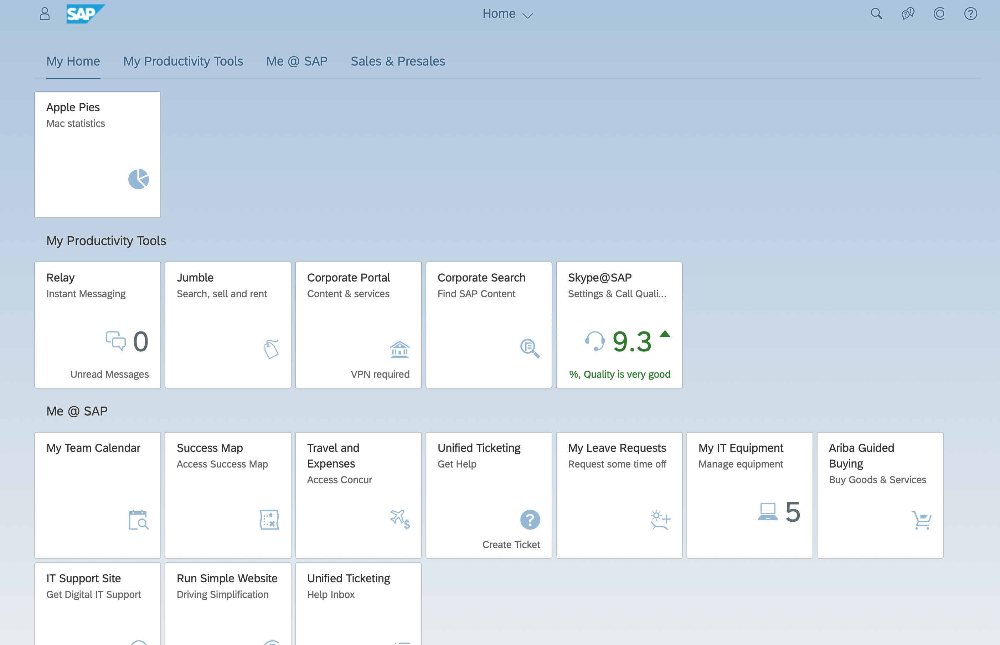 SAP
Home
My Home
My Productivity Tools
Me @ SAP
Sales & Presales
Apple Pies
Mac statistics
My Productivity Tools
Relay
Instant Messaging
0
Unread Messages
Jumble
Search, sell and rent
Corporate Portal
Content & services
VPN required
Corporate Search
Find SAP Content
Skype@SAP
Settings & Call Quali...
9.3
%, Quality is very good
Me @ SAP
My Team Calendar
Success Map
Access Success Map
Travel and
Expenses
Access Concur
$
Unified Ticketing
Get Help
?
Create Ticket
My Leave Requests
Request some time off
My IT Equipment
Manage equipment
5
Ariba Guided
Buying
Buy Goods & Services
IT Support Site
Get Digital IT Support
Run Simple Website
Driving Simplification
Unified Ticketing
Help Inbox